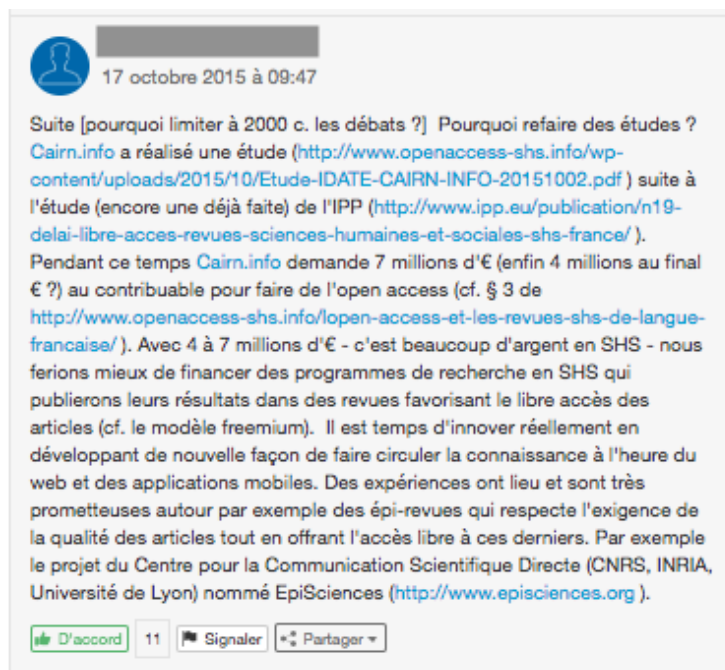 17 octobre 2015 à 09:47
Suite [pourquoi limiter à 2000 c. les débats ?]  Pourquoi refaire des études ?
Cairn.info a réalisé une étude (http://www.openaccess-shs.info/wp-
content/uploads/2015/10/Etude-IDATE-CAIRN-INFO-20151002.pdf ) suite à
l'étude (encore une déjà faite) de l'IPP (http://www.ipp.eu/publication/n19-
delai-libre-acces-revues-sciences-humaines-et-sociales-shs-france/ ).
Pendant ce temps Cairn.info demande 7 millions d'€ (enfin 4 millions au final
€ ?) au contribuable pour faire de l'open access (cf. § 3 de
http://www.openaccess-shs.info/lopen-access-et-les-revues-shs-de-langue-
francaise/ ). Avec 4 à 7 millions d'€ - c'est beaucoup d'argent en SHS - nous
ferions mieux de financer des programmes de recherche en SHS qui
publierons leurs résultats dans des revues favorisant le libre accès des
articles (cf. le modèle freemium).  Il est temps d'innover réellement en
développant de nouvelle façon de faire circuler la connaissance à l'heure du
web et des applications mobiles. Des expériences ont lieu et sont très
prometteuses autour par exemple des épi-revues qui respecte l'exigence de
la qualité des articles tout en offrant l'accès libre à ces derniers. Par exemple
le projet du Centre pour la Communication Scientifique Directe (CNRS, INRIA,
Université de Lyon) nommé EpiSciences (http://www.episciences.org ).
D'accord 11 Signaler Partager